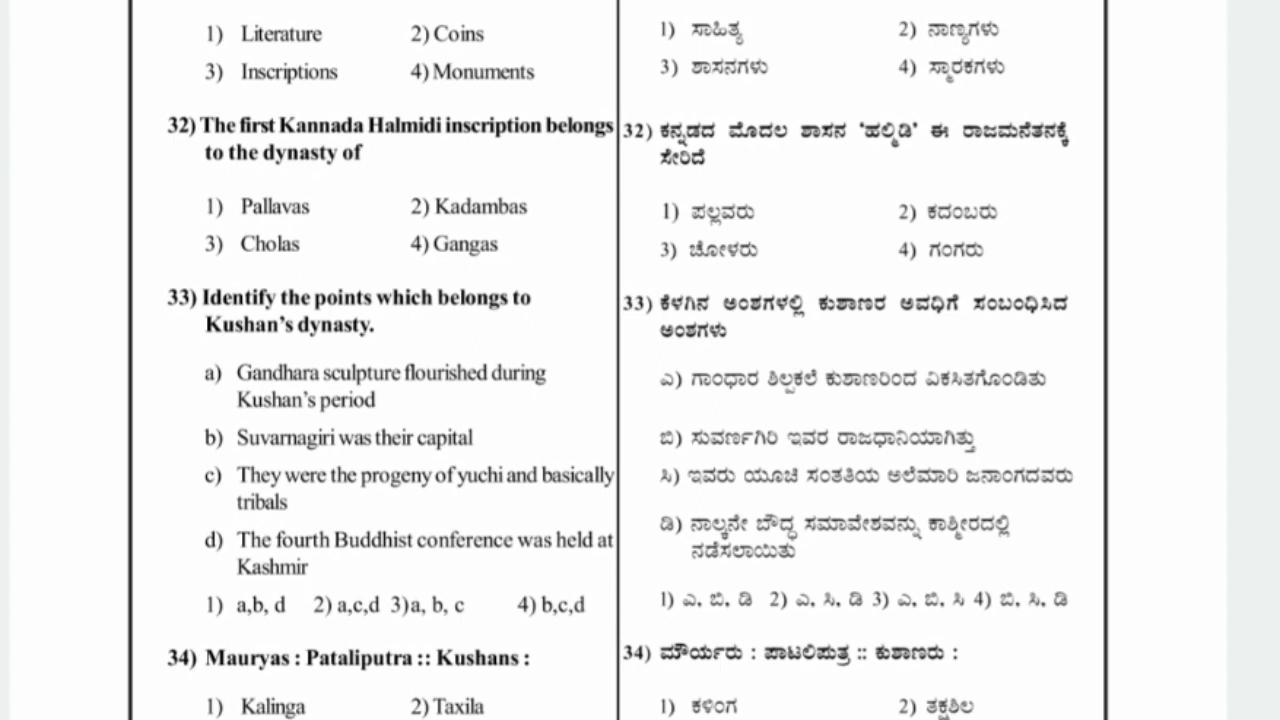 1) Literature 2) Coins
3) Inscriptions 4) Monuments
32) The first Kannada Halmidi inscription belongs
to the dynasty of
1) Pallavas 2) Kadambas
3) Cholas 4) Gangas
33) Identify the points which belongs to
Kushan's dynasty.
a) Gandhara sculpture flourished during
Kushan's period
b) Suvarnagiri was their capital
c) They were the progeny of yuchi and basically
tribals
d) The fourth Buddhist conference was held at
Kashmir
1) a,b, d 2) a,c,d 3)a, b, c 4) b,c,d
34) Mauryas : Pataliputra :: Kushans :
1) Kalinga 2) Taxila
1) ಸಾಹಿತ್ಯ 2) ನಾಣ್ಯಗಳು
3) ಶಾಸನಗಳು 4) ಸ್ಮಾರಕಗಳು
32) ಕನ್ನಡದ ಮೊದಲ ಶಾಸನ 'ಹಲ್ಮಿಡಿ' ಈ ರಾಜಮನೆತನಕ್ಕೆ
ಸೇರಿದೆ
1) ಪಲ್ಲವರು 2) ಕದಂಬರು
3) ಚೋಳರು 4) ಗಂಗರು
33) ಕೆಳಗಿನ ಅಂಶಗಳಲ್ಲಿ ಕುಶಾಣರ ಅವಧಿಗೆ ಸಂಬಂಧಿಸಿದ
ಅಂಶಗಳು
ಎ) ಗಾಂಧಾರ ಶಿಲ್ಪಕಲೆ ಕುಶಾಣರಿಂದ ವಿಕಸಿತಗೊಂಡಿತು
ಬಿ) ಸುವರ್ಣಗಿರಿ ಇವರ ರಾಜಧಾನಿಯಾಗಿತ್ತು
ಸಿ) ಇವರು ಯೂಚಿ ಸಂತತಿಯ ಅಲೆಮಾರಿ ಜನಾಂಗದವರು
ಡಿ) ನಾಲ್ಕನೇ ಬೌದ್ಧ ಸಮಾವೇಶವನ್ನು ಕಾಶ್ಮೀರದಲ್ಲಿ
ನಡೆಸಲಾಯಿತು
1) ಎ, ಬಿ, ಡಿ 2) ಎ, ಸಿ, ಡಿ 3) ಎ, ಬಿ, ಸಿ 4) ಬಿ, ಸಿ, ಡಿ
34) ಮೌರ್ಯರು : ಪಾಟಲಿಪುತ್ರ :: ಕುಶಾಣರು :
1) ಕಳಿಂಗ 2) ತಕ್ಷಶಿಲ